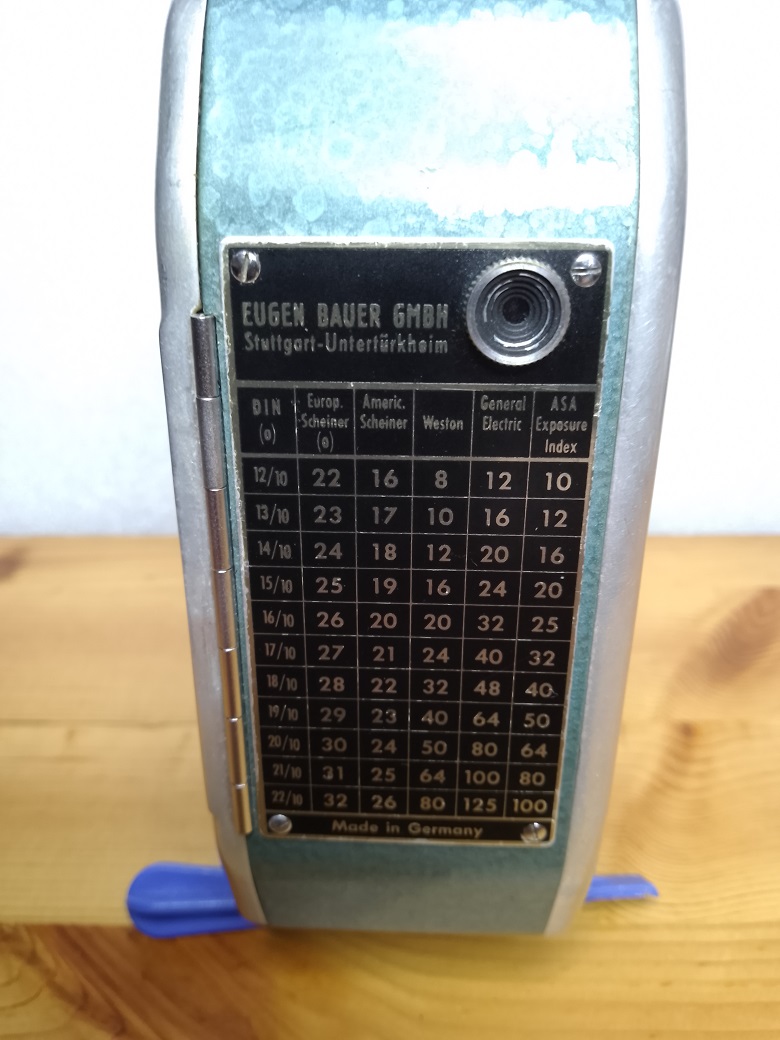 EUGEN BAUER GMBH
Stuttgart-Untertürkheim
DIN (o) Europ. -Scheiner (o) Americ. Scheiner Weston General Electric ASA Exposure Index
12/10 22 16 8 12 10
13/10 23 17 10 16 12
14/10 24 18 12 20 16
15/10 25 19 16 24 20
16/10 26 20 20 32 25
17/10 27 21 24 40 32
18/10 28 22 32 48 40
19/10 29 23 40 64 50
20/10 30 24 50 80 64
21/10 31 25 64 100 80
22/10 32 26 80 125 100
Made in Germany